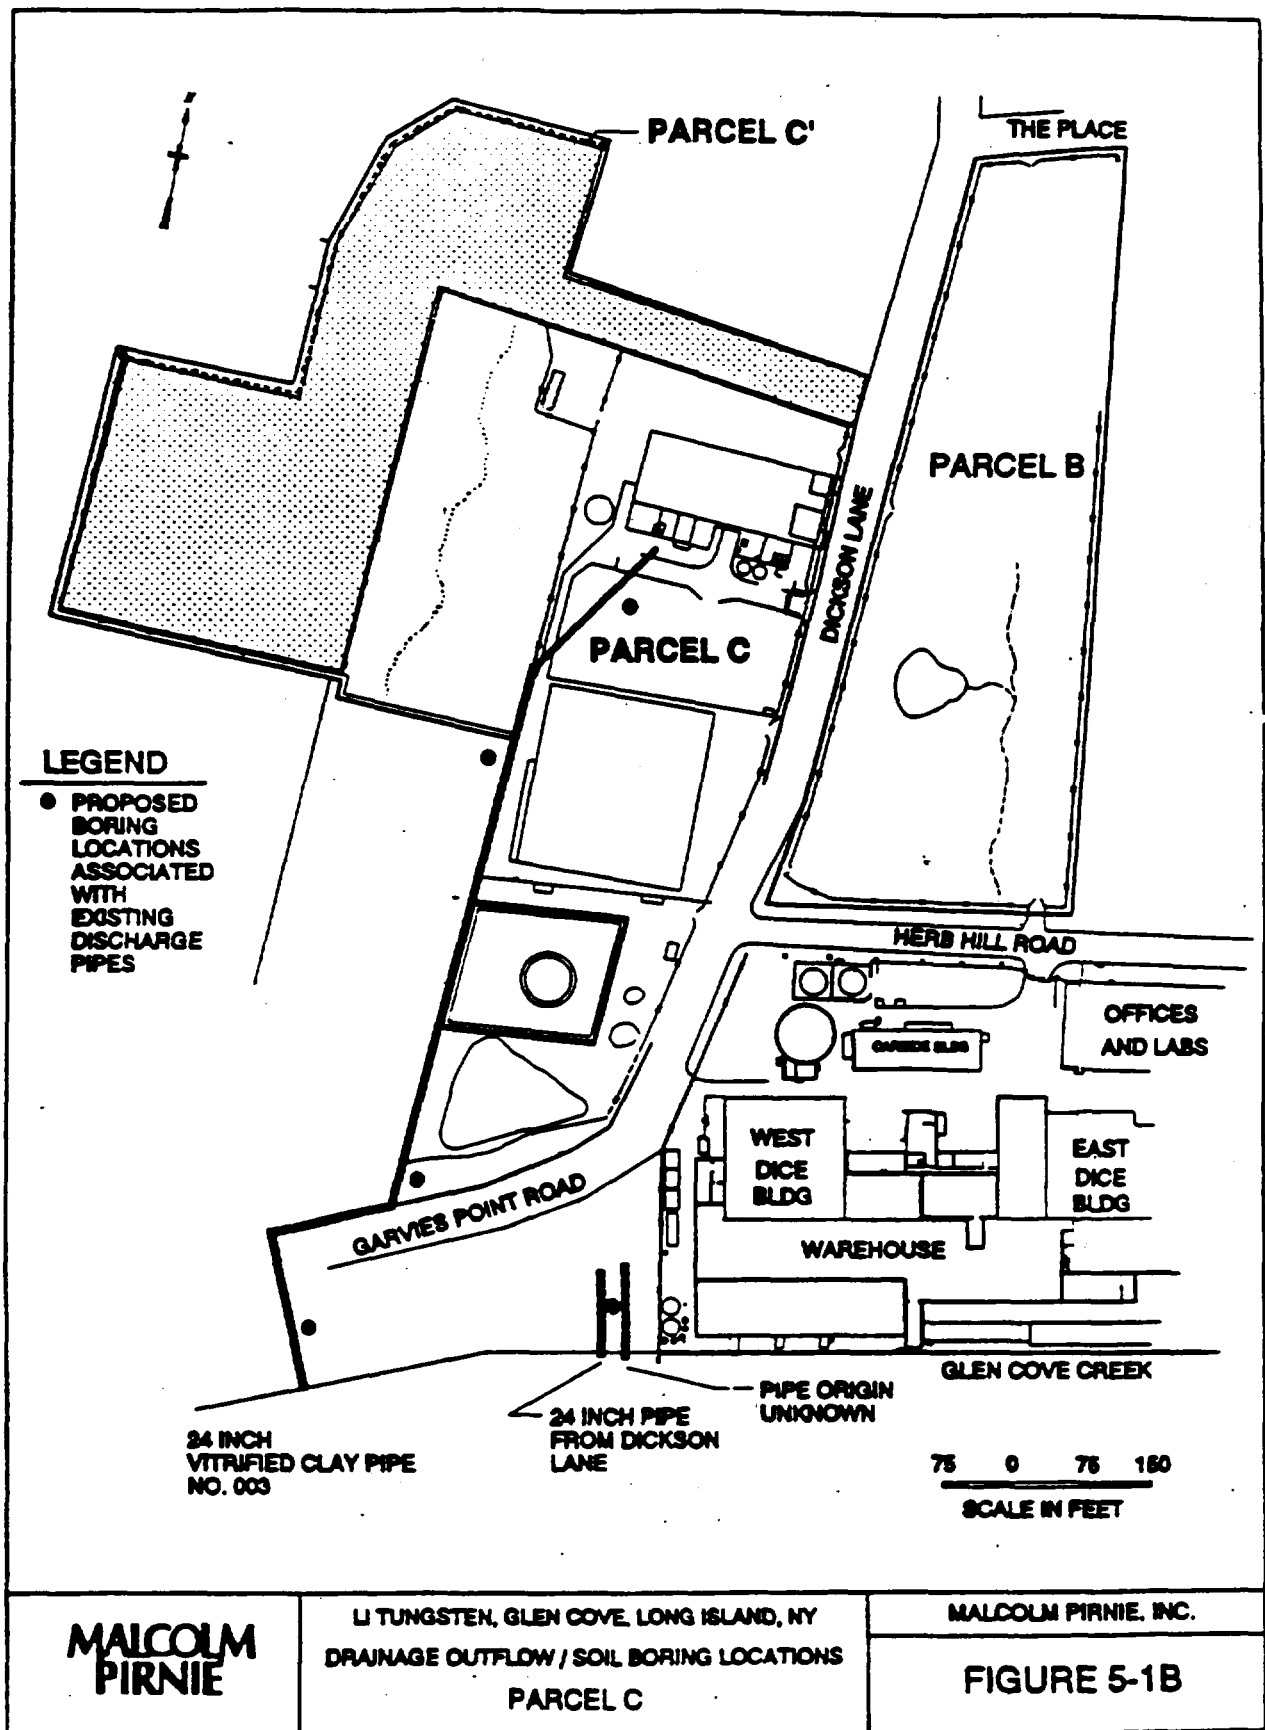 PARCEL C'
THE PLACE
PARCEL B
DICKSON LANE
PARCEL C
LEGEND
PROPOSED
BORING
LOCATIONS
ASSOCIATED
WITH
EXISTING
DISCHARGE
PIPES
HERB HILL ROAD
OFFICES
AND LABS
CARBIDE BLDG
WEST
DICE
BLDG
EAST
DICE
BLDG
WAREHOUSE
GARVIES POINT ROAD
GLEN COVE CREEK
PIPE ORIGIN
UNKNOWN
24 INCH PIPE
FROM DICKSON
LANE
24 INCH
VITRIFIED CLAY PIPE
NO. 003
75 0 75 150
SCALE IN FEET
MALCOLM
PIRNIE
LI TUNGSTEN, GLEN COVE, LONG ISLAND, NY
DRAINAGE OUTFLOW / SOIL BORING LOCATIONS
PARCEL C
MALCOLM PIRNIE, INC.
FIGURE 5-1B